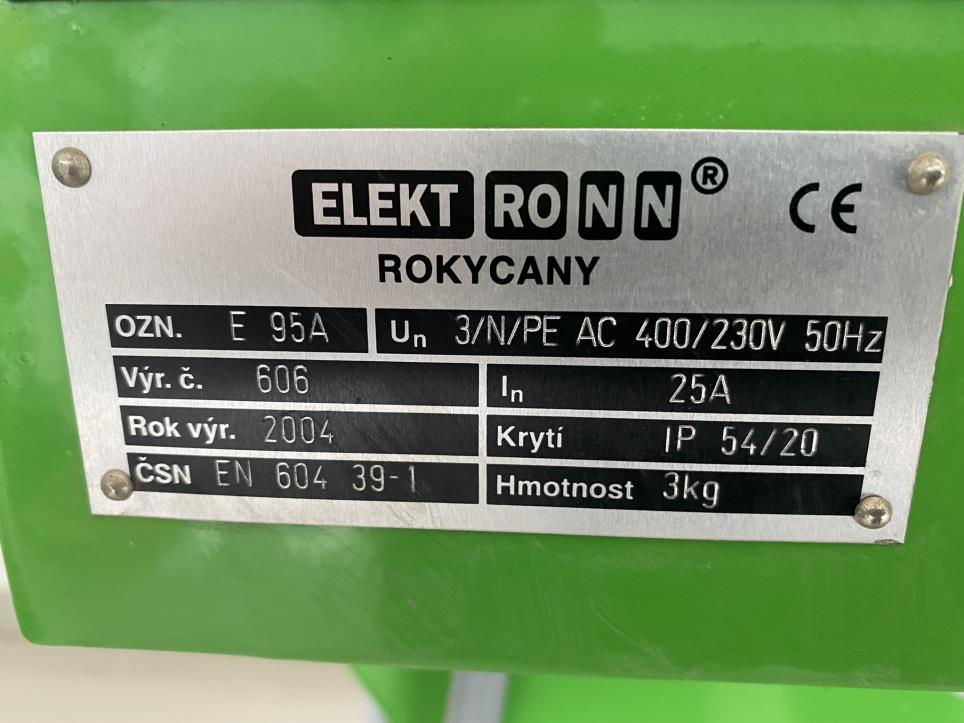 ELEKTRONN® CE
ROKYCANY
OZN. E 95A Un 3/N/PE AC 400/230V 50Hz
Výr. č. 606 In 25A
Rok výr. 2004 Krytí IP 54/20
ČSN EN 604 39-1 Hmotnost 3kg